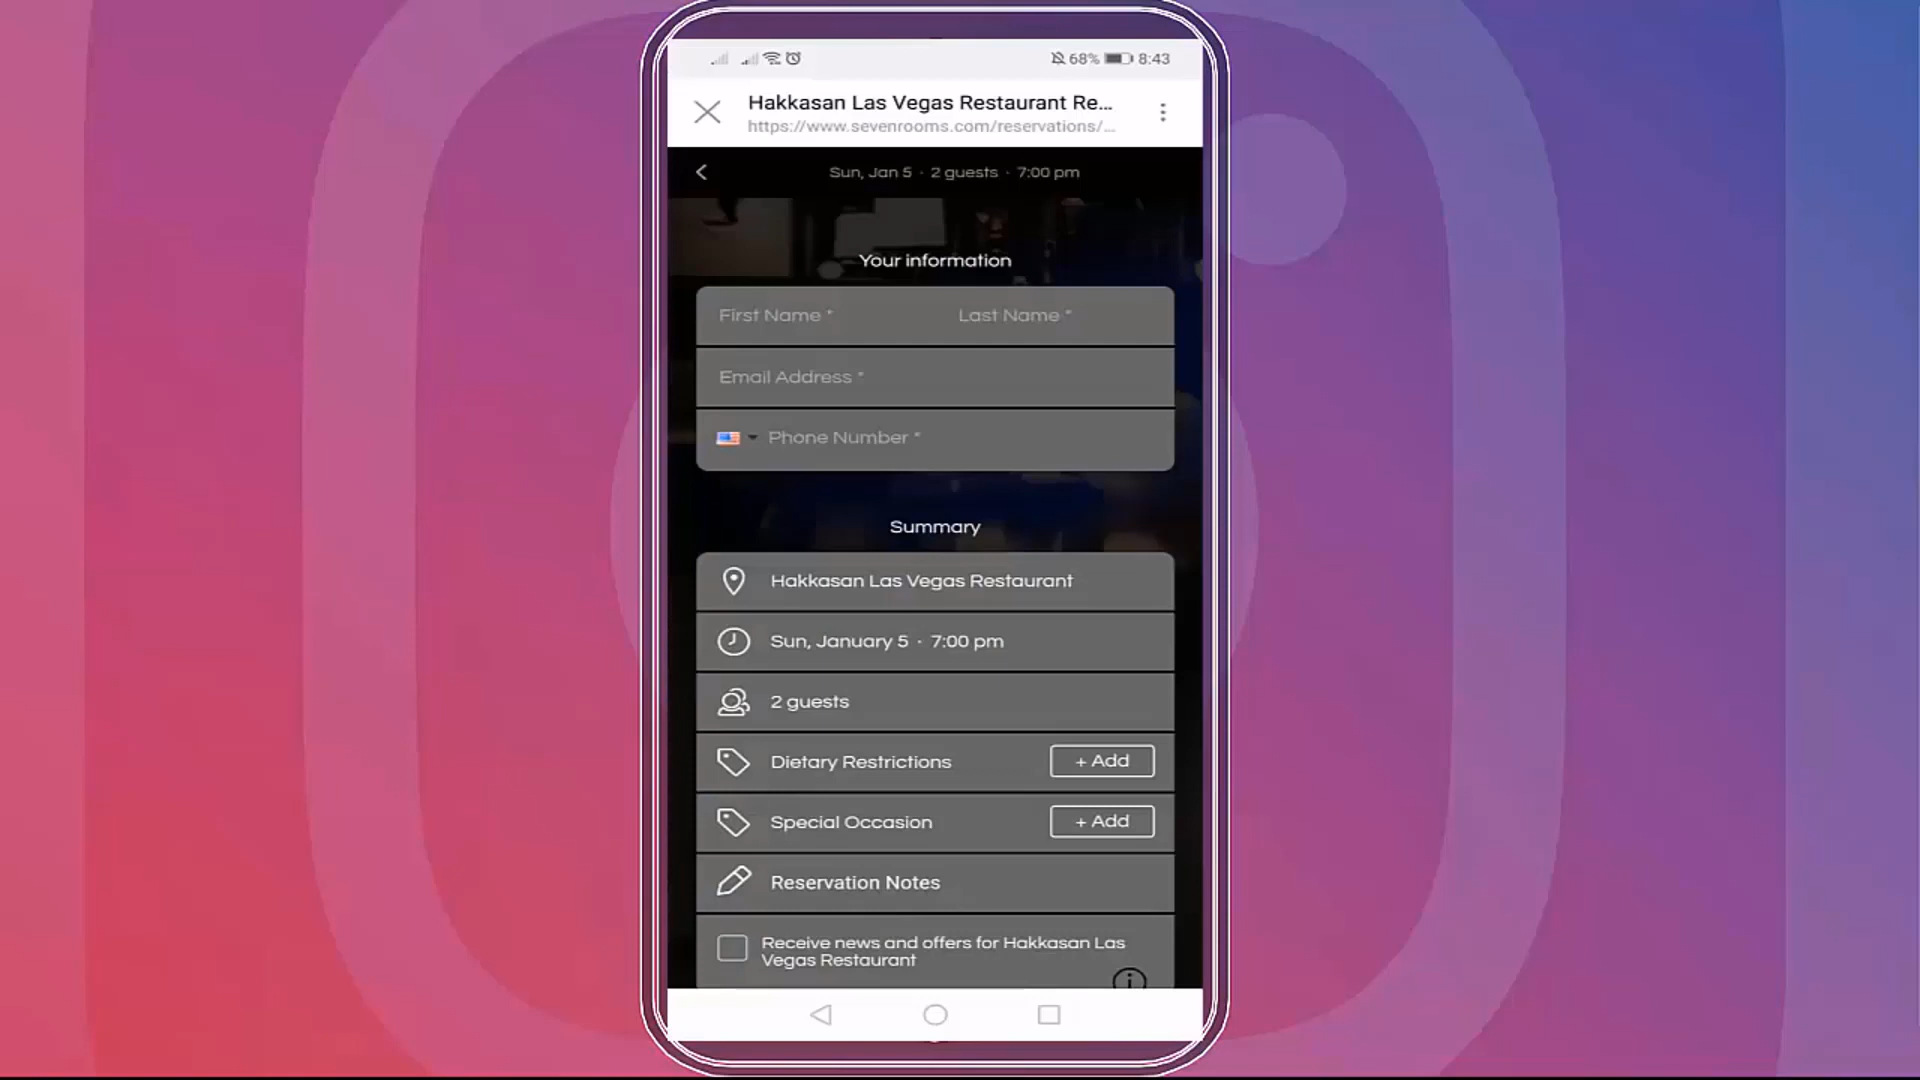 68% 8:43
Hakkasan Las Vegas Restaurant Re...
https://www.sevenrooms.com/reservations/...
Sun, Jan 5 · 2 guests · 7:00 pm
Your information
First Name * Last Name *
Email Address *
Phone Number *
Summary
Hakkasan Las Vegas Restaurant
Sun, January 5 · 7:00 pm
2 guests
Dietary Restrictions + Add
Special Occasion + Add
Reservation Notes
Receive news and offers for Hakkasan Las
Vegas Restaurant